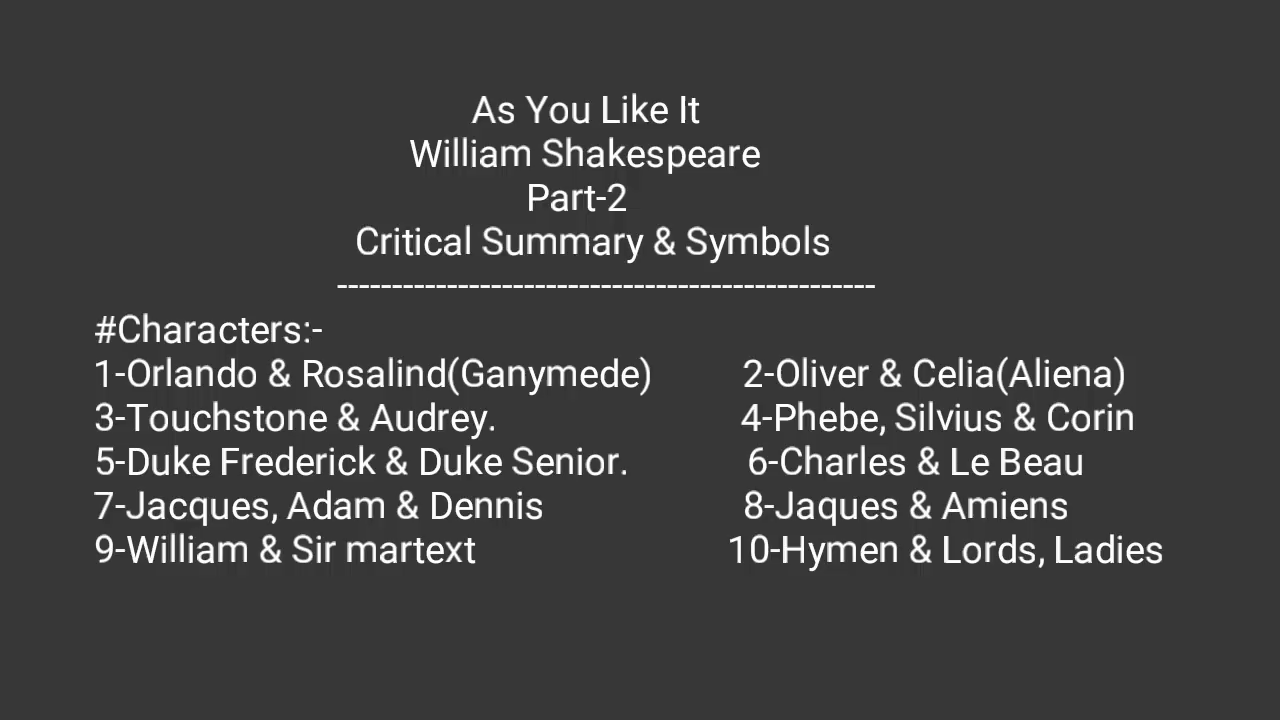 As You Like It
William Shakespeare
Part-2
Critical Summary & Symbols
-------------------------------------------------
#Characters:-
1-Orlando & Rosalind(Ganymede) 2-Oliver & Celia(Aliena)
3-Touchstone & Audrey. 4-Phebe, Silvius & Corin
5-Duke Frederick & Duke Senior. 6-Charles & Le Beau
7-Jacques, Adam & Dennis 8-Jaques & Amiens
9-William & Sir martext 10-Hymen & Lords, Ladies